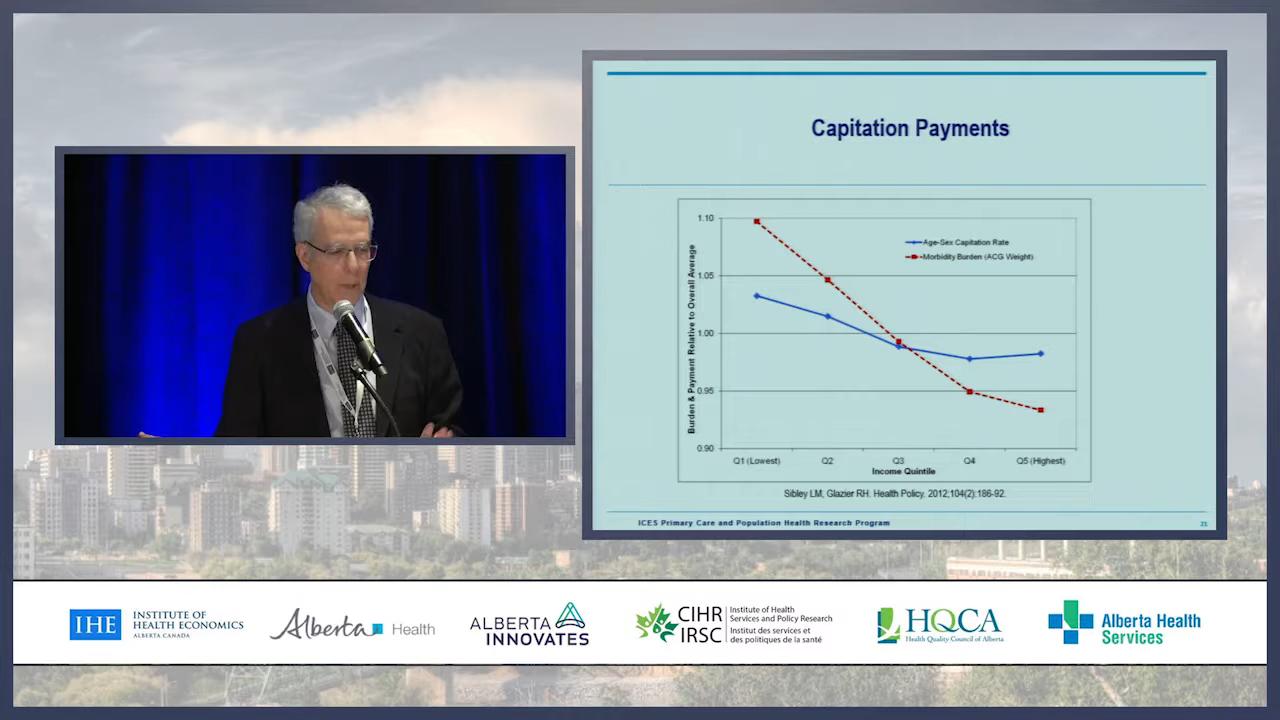 Capitation Payments
Burden & Payment Relative to Overall Average
1.10
1.05
1.00
0.95
0.90
Age-Sex Capitation Rate
Morbidity Burden (ACG Weight)
Q1 (Lowest)
Q2
Q3
Q4
Q5 (Highest)
Income Quintile
Sibley LM, Glazier RH. Health Policy. 2012;104(2):186-92.
ICES Primary Care and Population Health Research Program
21
IHE
INSTITUTE OF
HEALTH ECONOMICS
ALBERTA CANADA
Alberta Health
ALBERTA
INNOVATES
CIHR
IRSC
Institute of Health
Services and Policy Research
Institut des services et
des politiques de la santé
HQCA
Health Quality Council of Alberta
Alberta Health
Services